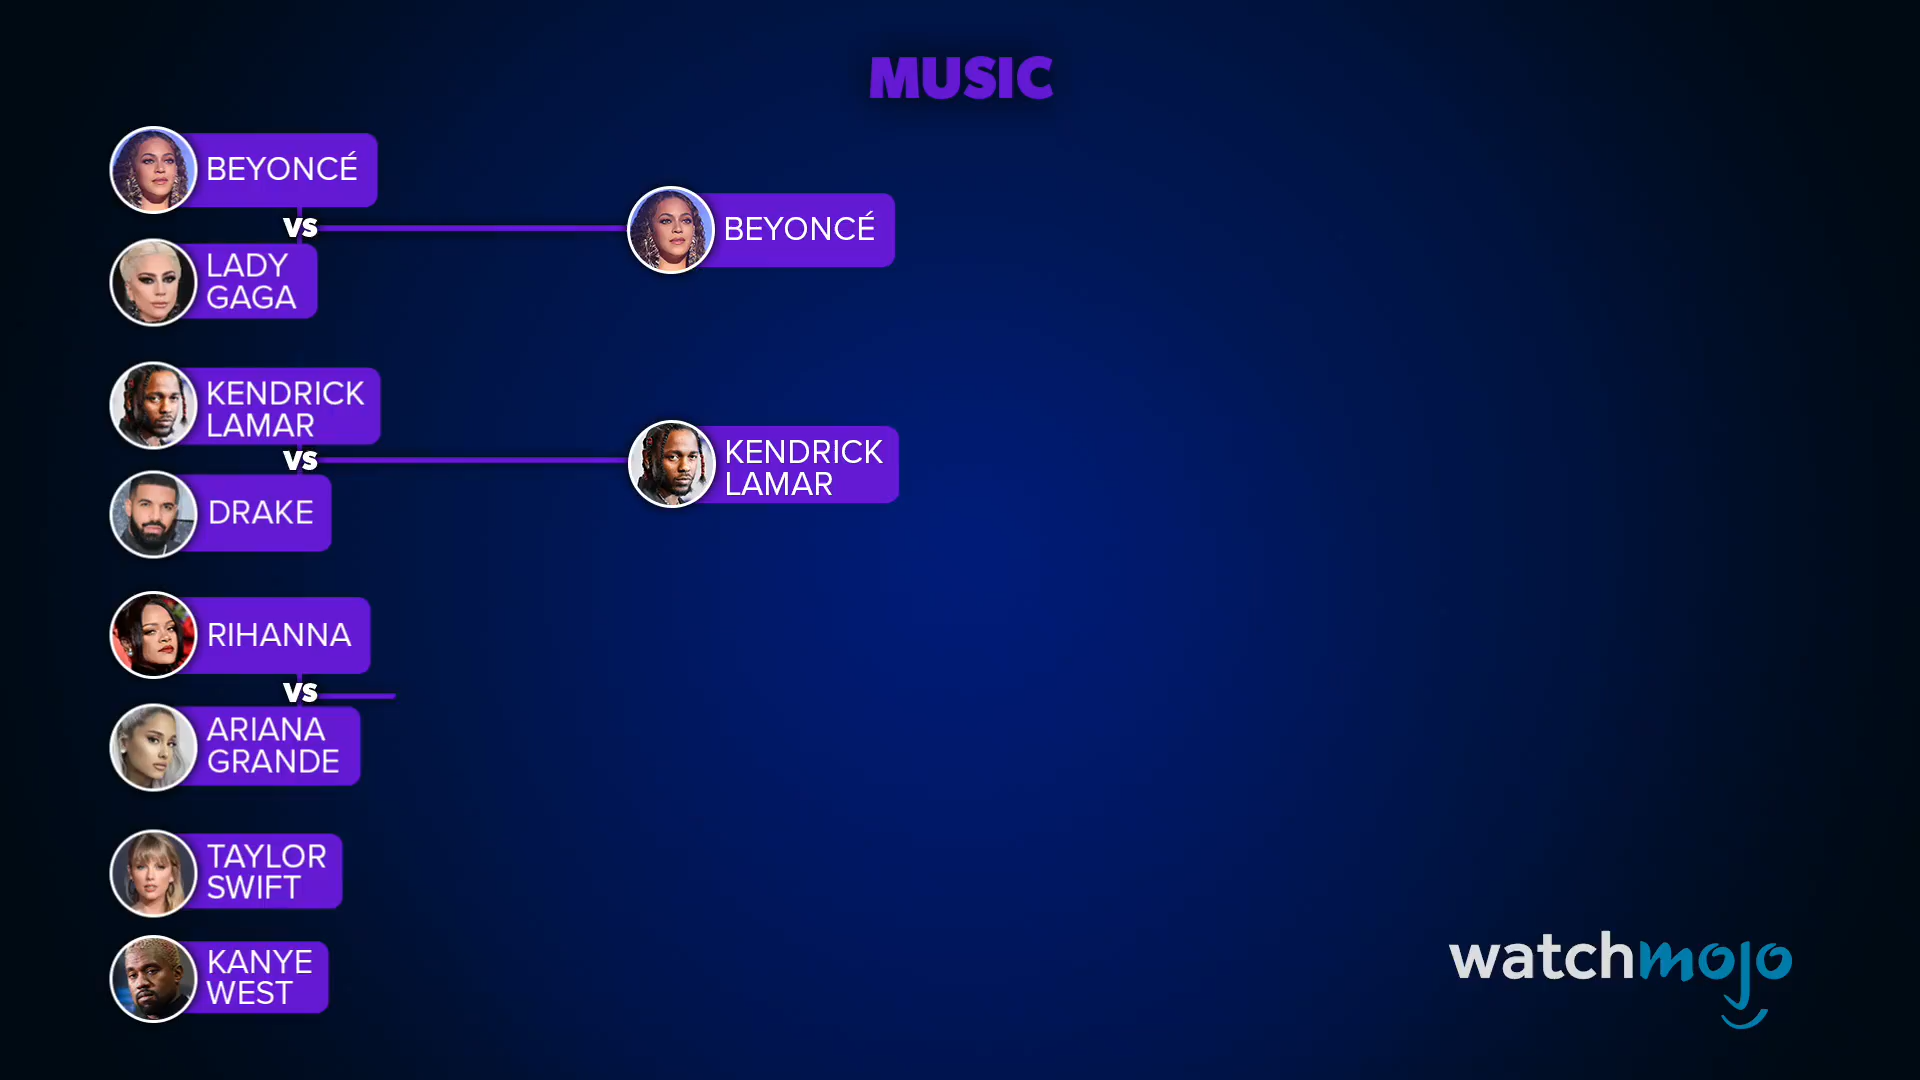 MUSIC
BEYONCÉ
VS
LADY
GAGA
BEYONCÉ
KENDRICK
LAMAR
VS
DRAKE
KENDRICK
LAMAR
RIHANNA
VS
ARIANA
GRANDE
TAYLOR
SWIFT
KANYE
WEST
watchmojo